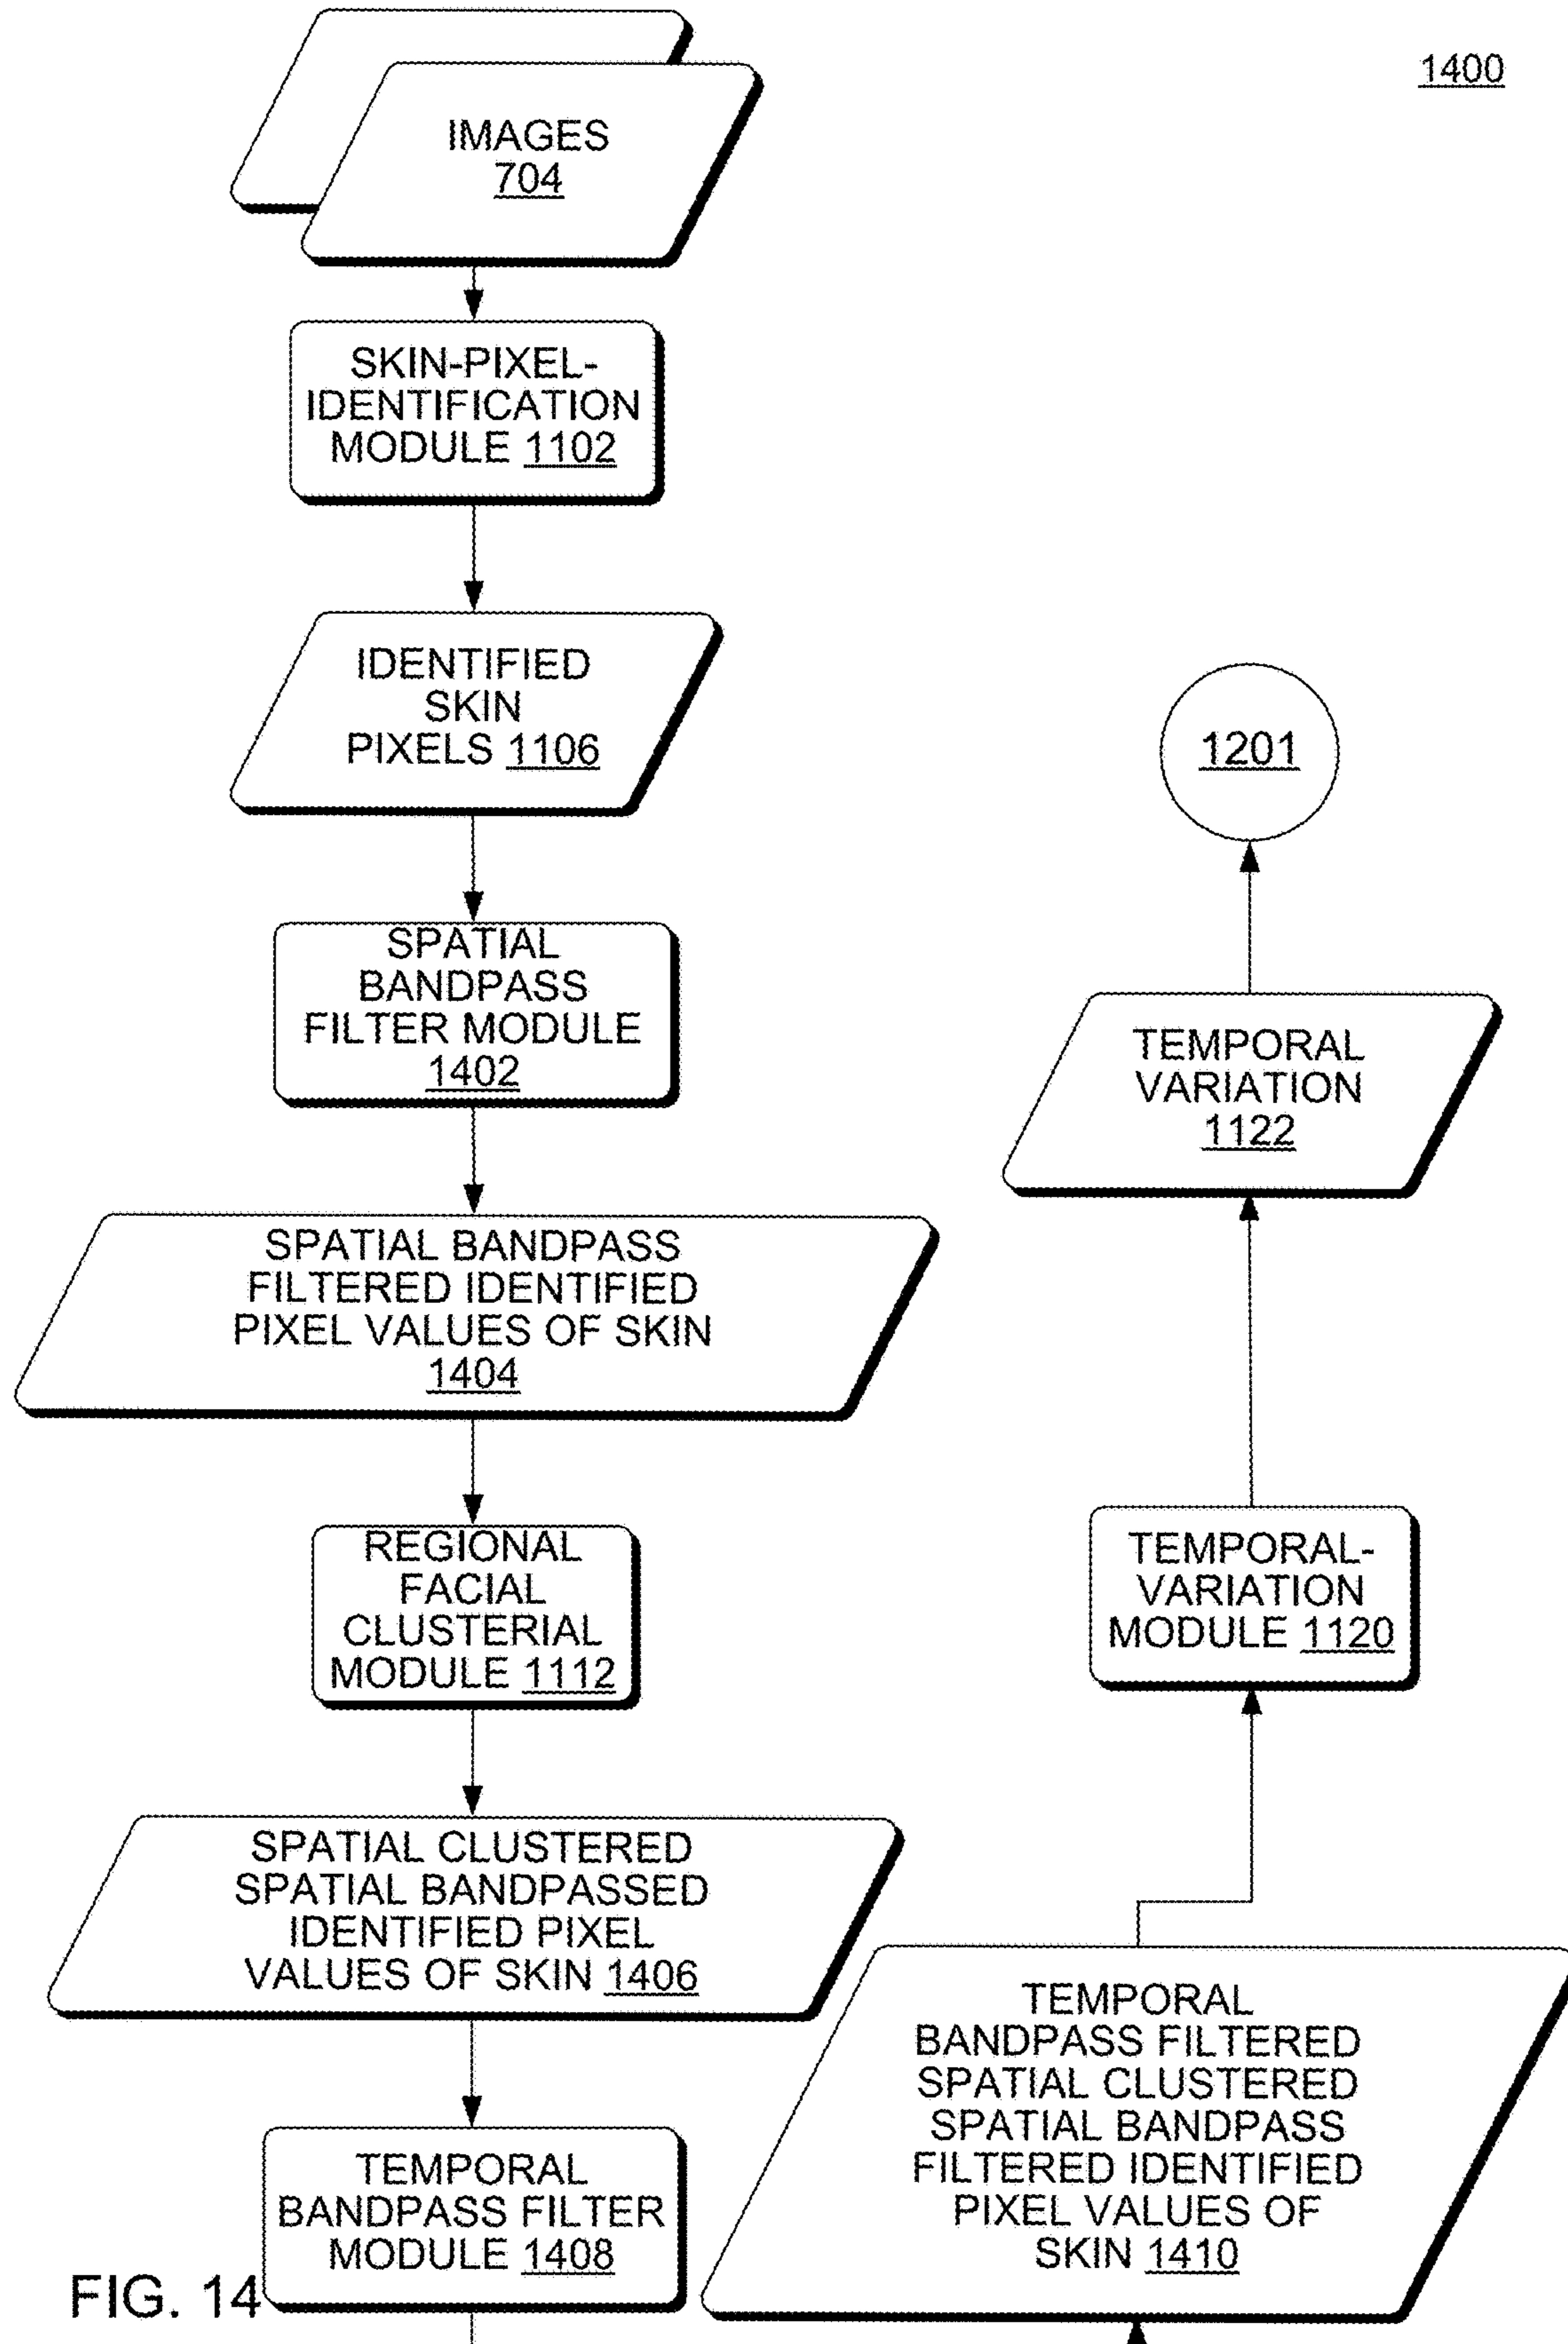 1400
IMAGES
704
SKIN-PIXEL-
IDENTIFICATION
MODULE 1102
IDENTIFIED
SKIN
PIXELS 1106
SPATIAL
BANDPASS
FILTER MODULE
1402
SPATIAL BANDPASS
FILTERED IDENTIFIED
PIXEL VALUES OF SKIN
1404
REGIONAL
FACIAL
CLUSTERIAL
MODULE 1112
SPATIAL CLUSTERED
SPATIAL BANDPASSED
IDENTIFIED PIXEL
VALUES OF SKIN 1406
TEMPORAL
BANDPASS FILTER
MODULE 1408
TEMPORAL
BANDPASS FILTERED
SPATIAL CLUSTERED
SPATIAL BANDPASS
FILTERED IDENTIFIED
PIXEL VALUES OF
SKIN 1410
TEMPORAL-
VARIATION
MODULE 1120
TEMPORAL
VARIATION
1122
1201
FIG. 14